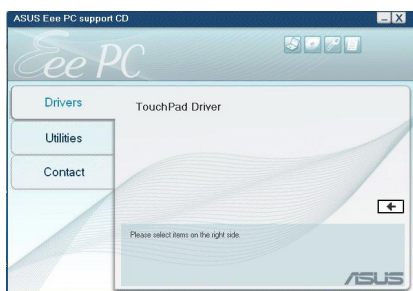 ASUS Eee PC support CD
Eee PC
Drivers
TouchPad Driver
Utilities
Contact
Please select items on the right side.
ASUS